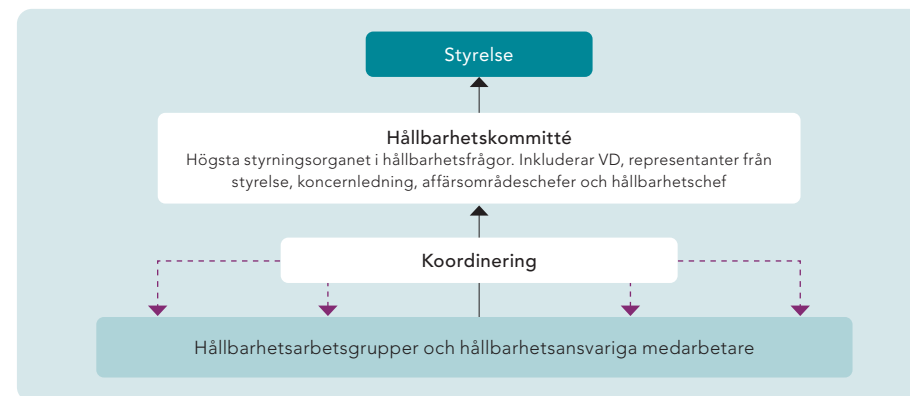 Styrelse
Hållbarhetskommitté
Högsta styrningsorganet i hållbarhetsfrågor. Inkluderar VD, representanter från
styrelse, koncernledning, affärsområdeschefer och hållbarhetschef
Koordinering
Hållbarhetsarbetsgrupper och hållbarhetsansvariga medarbetare